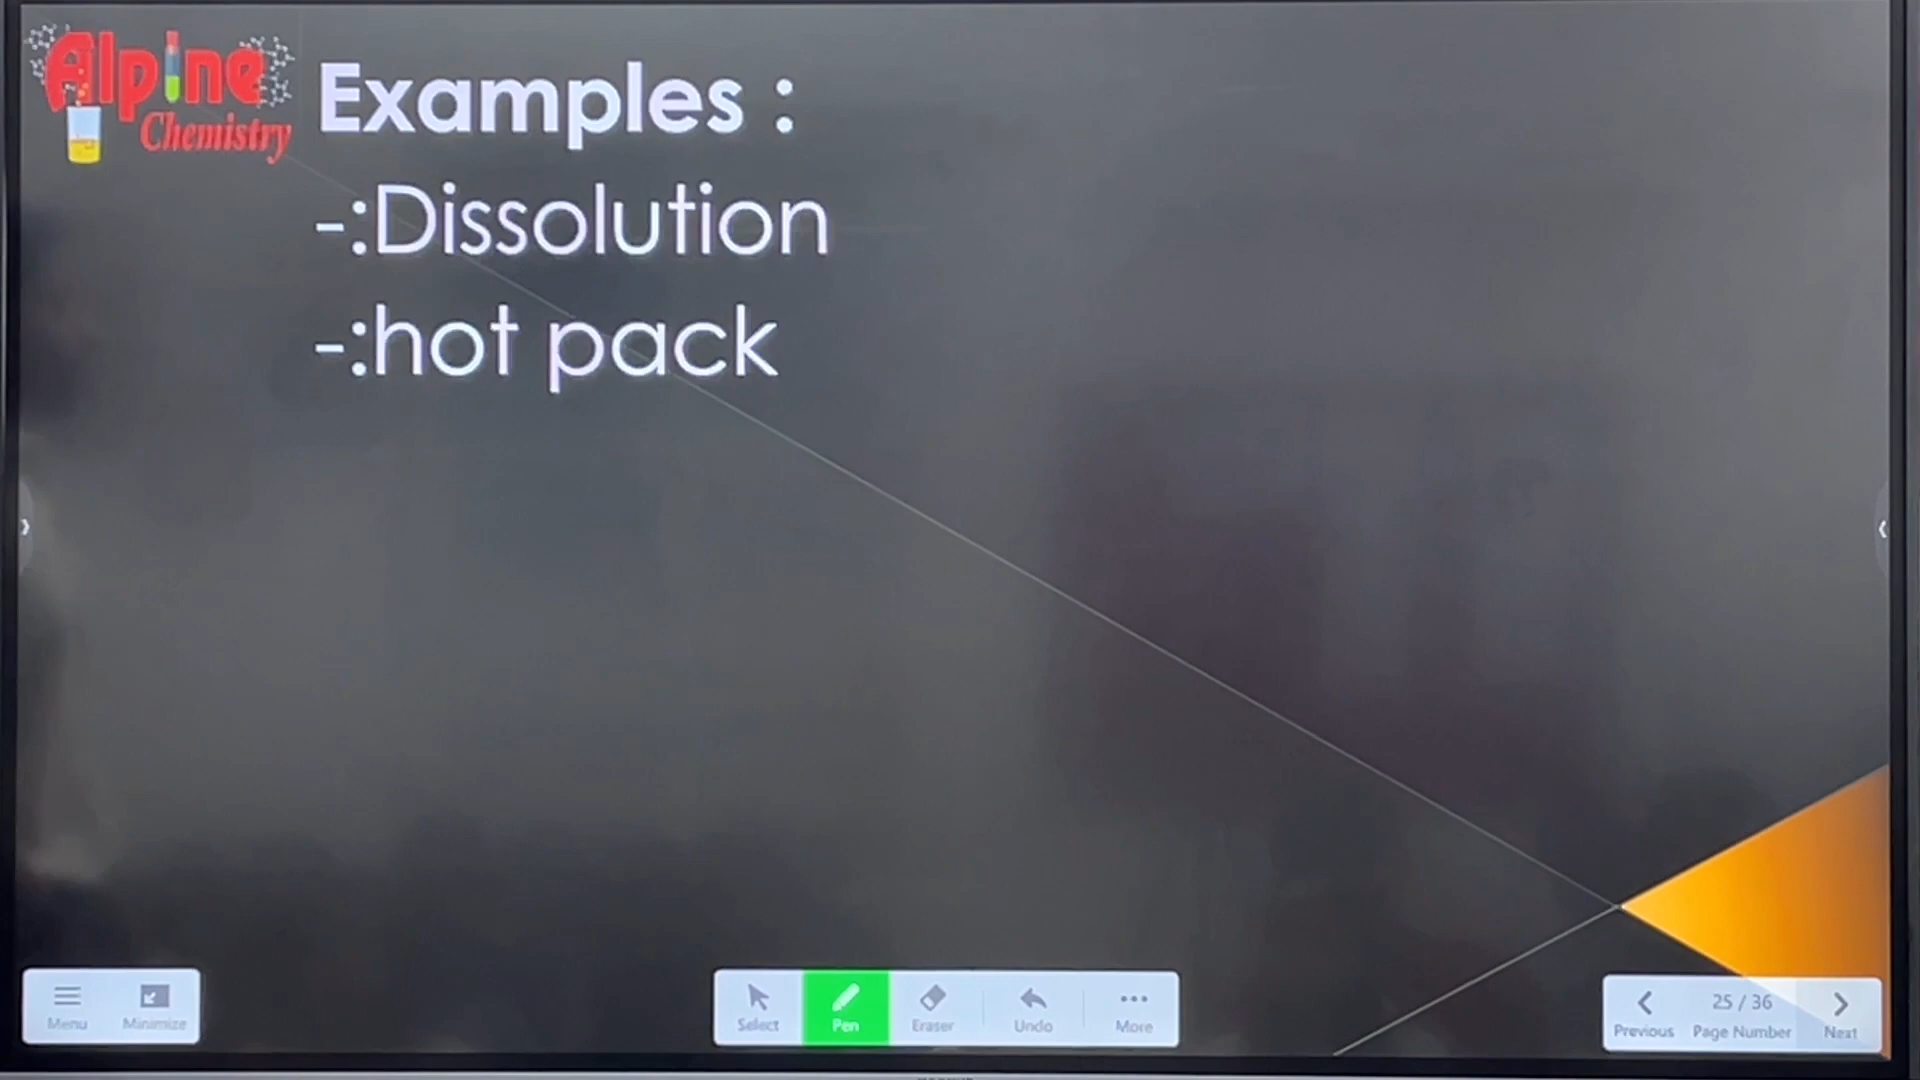 Alpine
Chemistry
Examples :
-:Dissolution
-:hot pack
Menu
Minimize
Select
Pen
Eraser
Undo
More
Previous
25 / 36
Page Number
Next